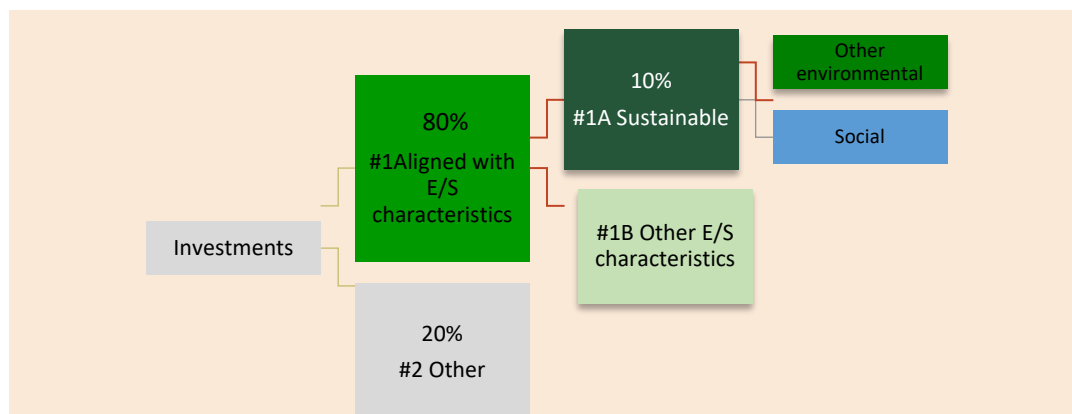 Investments
80%
#1Aligned with
E/S
characteristics
20%
#2 Other
10%
#1A Sustainable
#1B Other E/S
characteristics
Other
environmental
Social